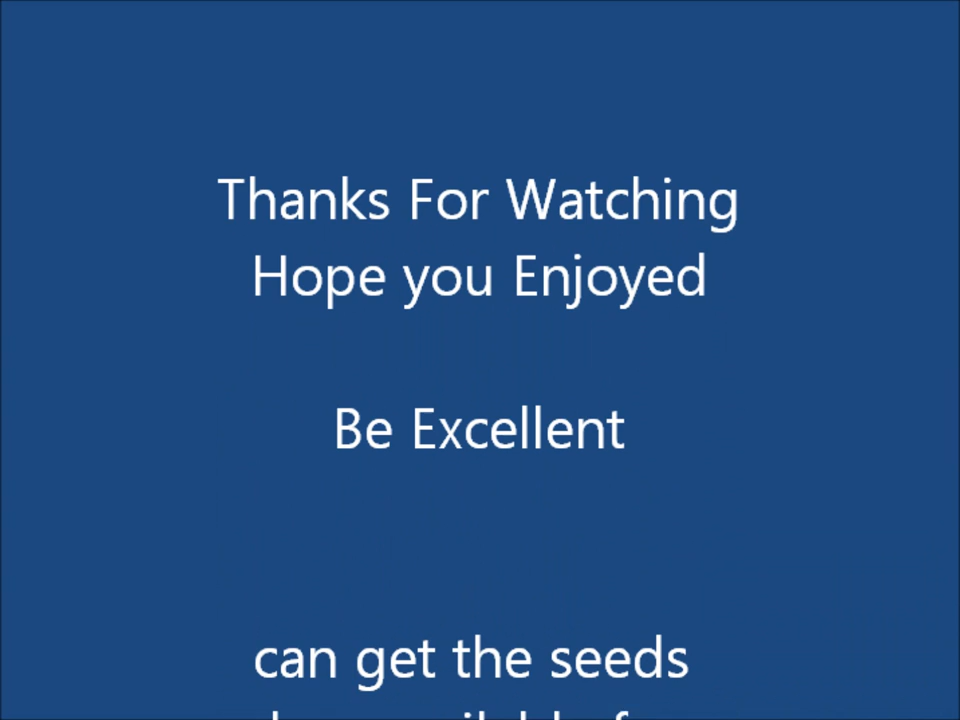 Thanks For Watching
Hope you Enjoyed
Be Excellent
can get the seeds